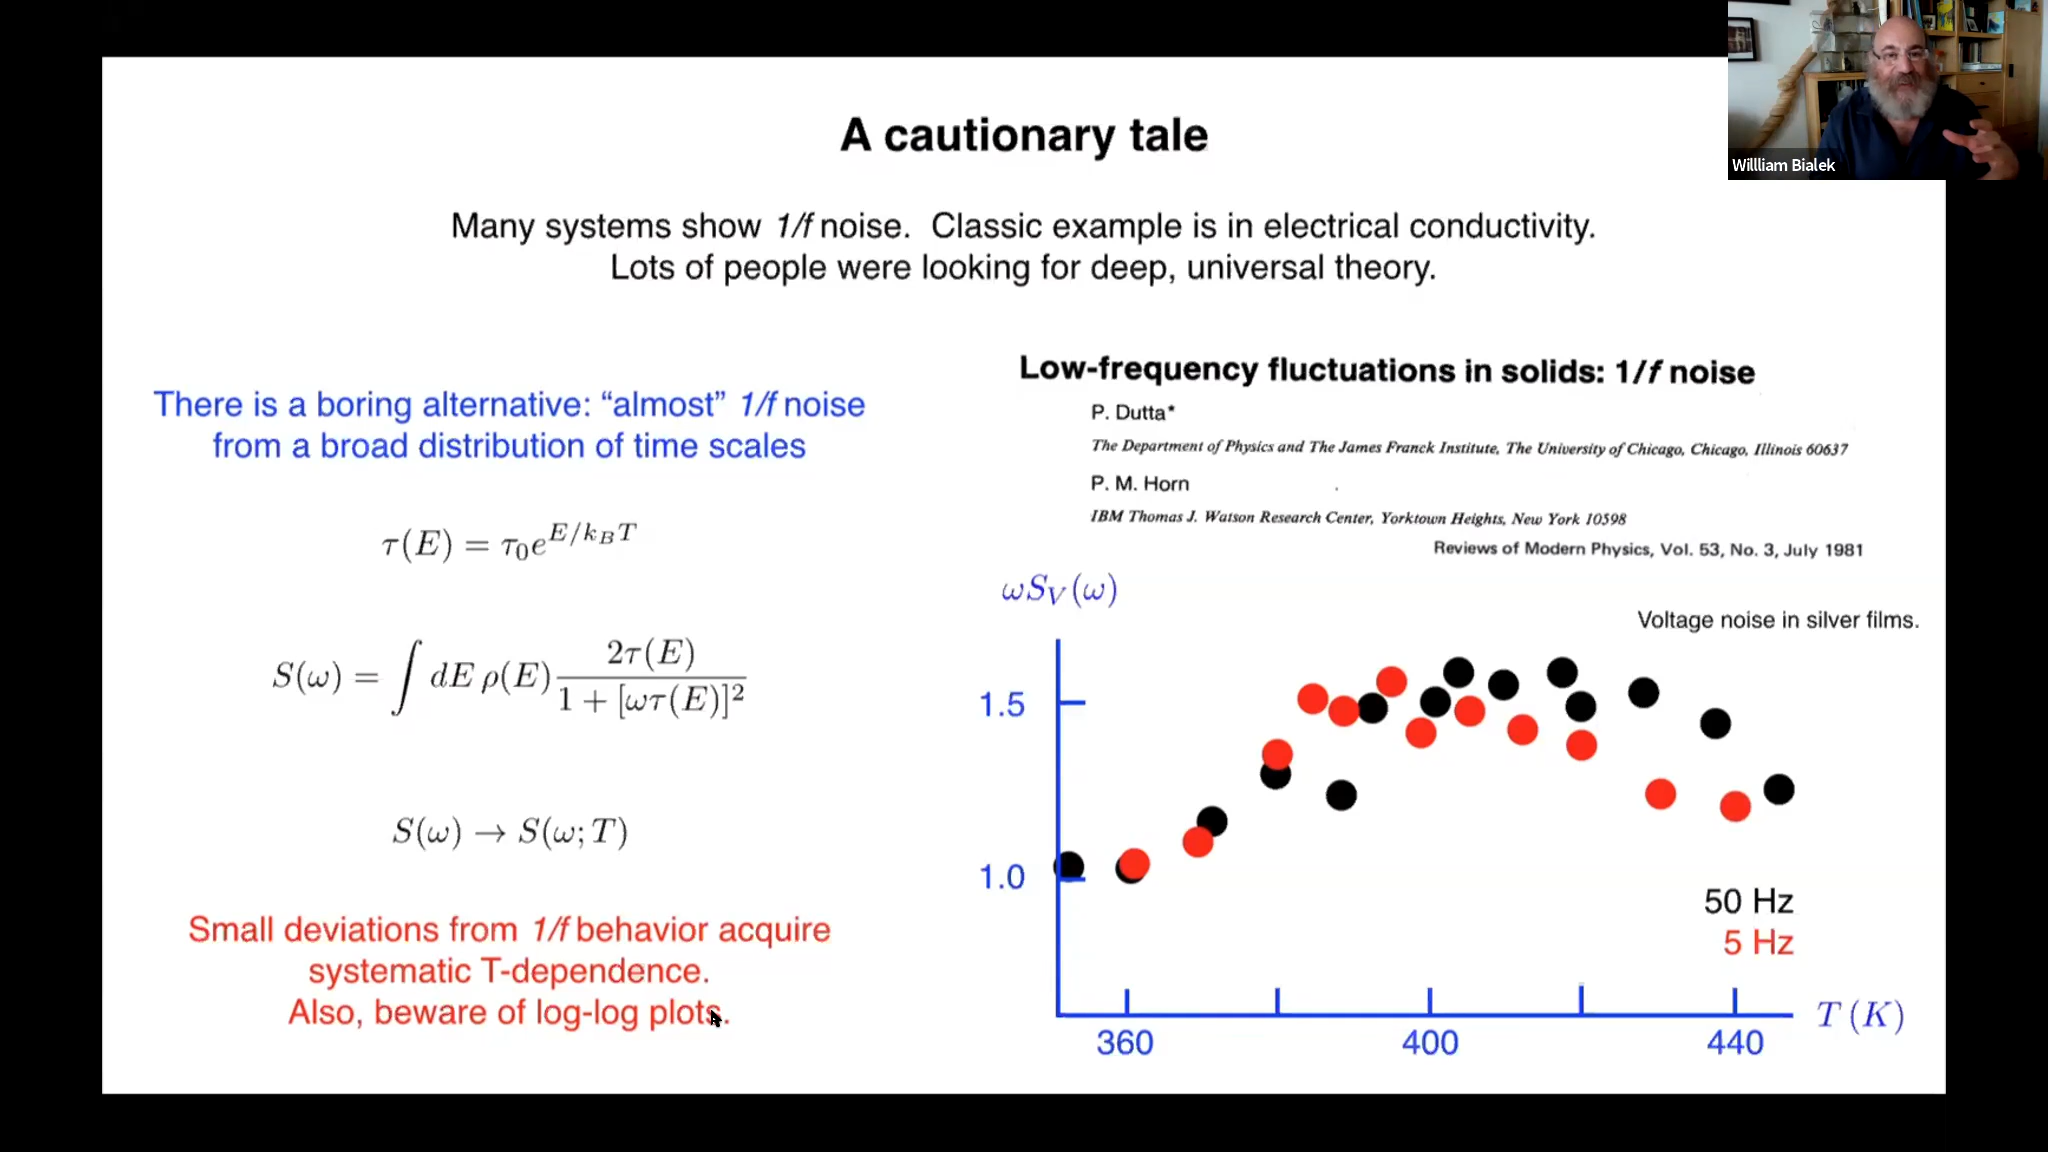 Willliam Bialek
A cautionary tale
Many systems show 1/f noise. Classic example is in electrical conductivity.
Lots of people were looking for deep, universal theory.
There is a boring alternative: “almost” 1/f noise
from a broad distribution of time scales
τ(E) = τ₀e^{E/k_BT}
S(ω) = ∫ dE ρ(E) 2τ(E) / 1 + [ωτ(E)]²
S(ω) → S(ω; T)
Small deviations from 1/f behavior acquire
systematic T-dependence.
Also, beware of log-log plots.
Low-frequency fluctuations in solids: 1/f noise
P. Dutta*
The Department of Physics and The James Franck Institute, The University of Chicago, Chicago, Illinois 60637
P. M. Horn
IBM Thomas J. Watson Research Center, Yorktown Heights, New York 10598
Reviews of Modern Physics, Vol. 53, No. 3, July 1981
ωS_V(ω)
Voltage noise in silver films.
1.5
1.0
50 Hz
5 Hz
T (K)
360 400 440